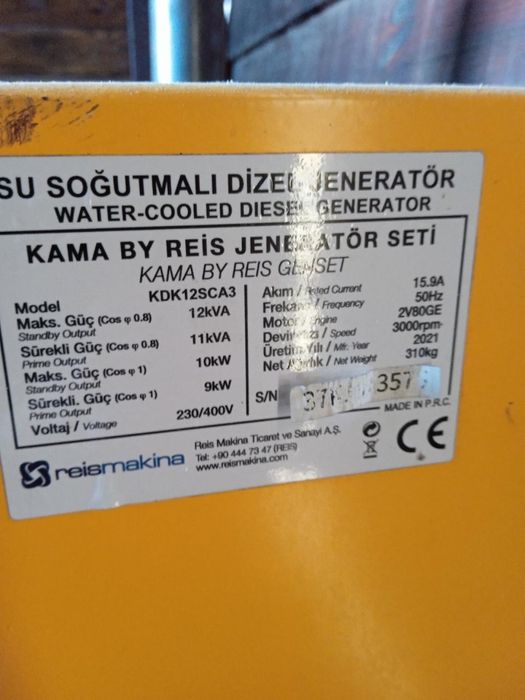 SU SOĞUTMALI DİZEL JENERATÖR
WATER-COOLED DIESEL GENERATOR
KAMA BY REİS JENERATÖR SETİ
KAMA BY REIS GENSET
Model KDK12SCA3
Maks. Güç (Cos φ 0.8) 12kVA
Standby Output
Sürekli Güç (Cos φ 0.8) 11kVA
Prime Output
Maks. Güç (Cos φ 1) 10kW
Standby Output
Sürekli. Güç (Cos φ 1) 9kW
Prime Output
Voltaj / Voltage 230/400V
Akım / Rated Current 15.9A
Frekans / Frequency 50Hz
Motor / Engine 2V80GE
Devir / Speed 3000rpm
Üretim Yılı / Mfr. Year 2021
Net Ağırlık / Net Weight 310kg
S/N 357
MADE IN P.R.C.
reismakina
Reis Makina Ticaret ve Sanayi A.Ş.
Tel: +90 444 73 47 (REIS)
www.reismakina.com
CE